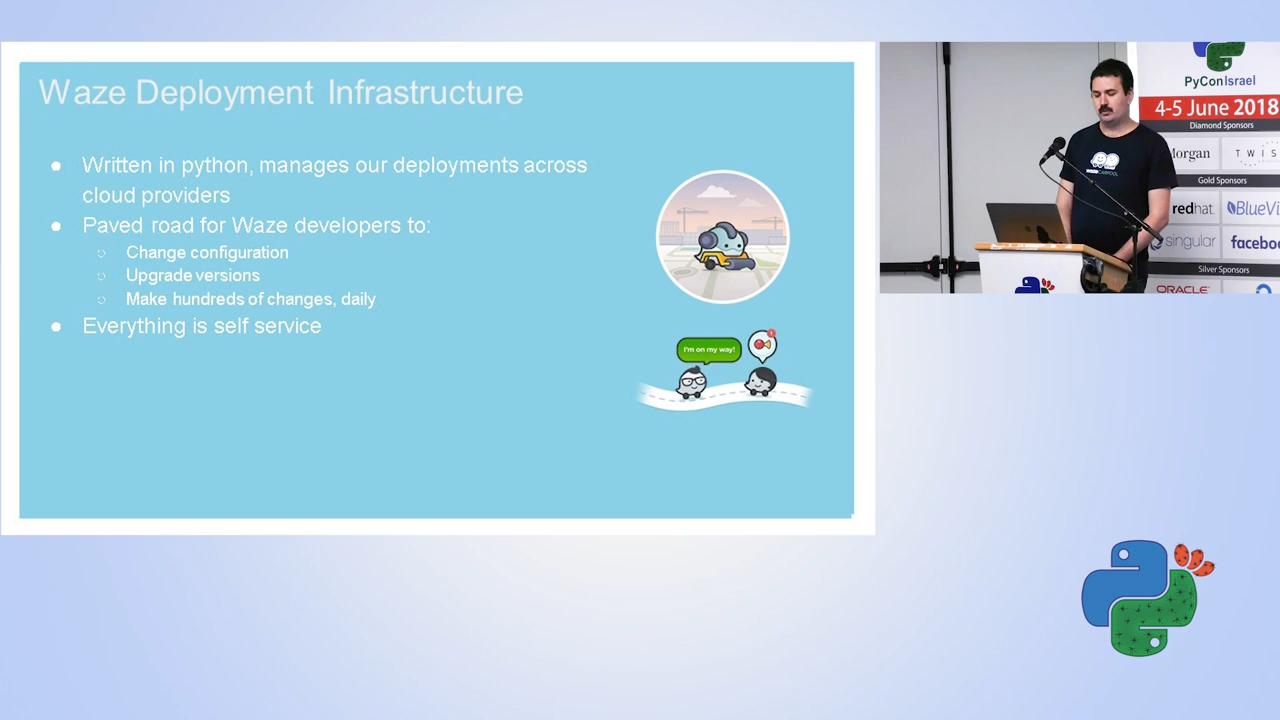 Waze Deployment Infrastructure
Written in python, manages our deployments across
cloud providers
Paved road for Waze developers to:
Change configuration
Upgrade versions
Make hundreds of changes, daily
Everything is self service
I'm on my way!
1
PyConIsrael
4-5 June 2018
Diamond Sponsors
Morgan
TWIS
Gold Sponsors
redhat.
BlueVi
singular
facebo
Silver Sponsors
ORACLE